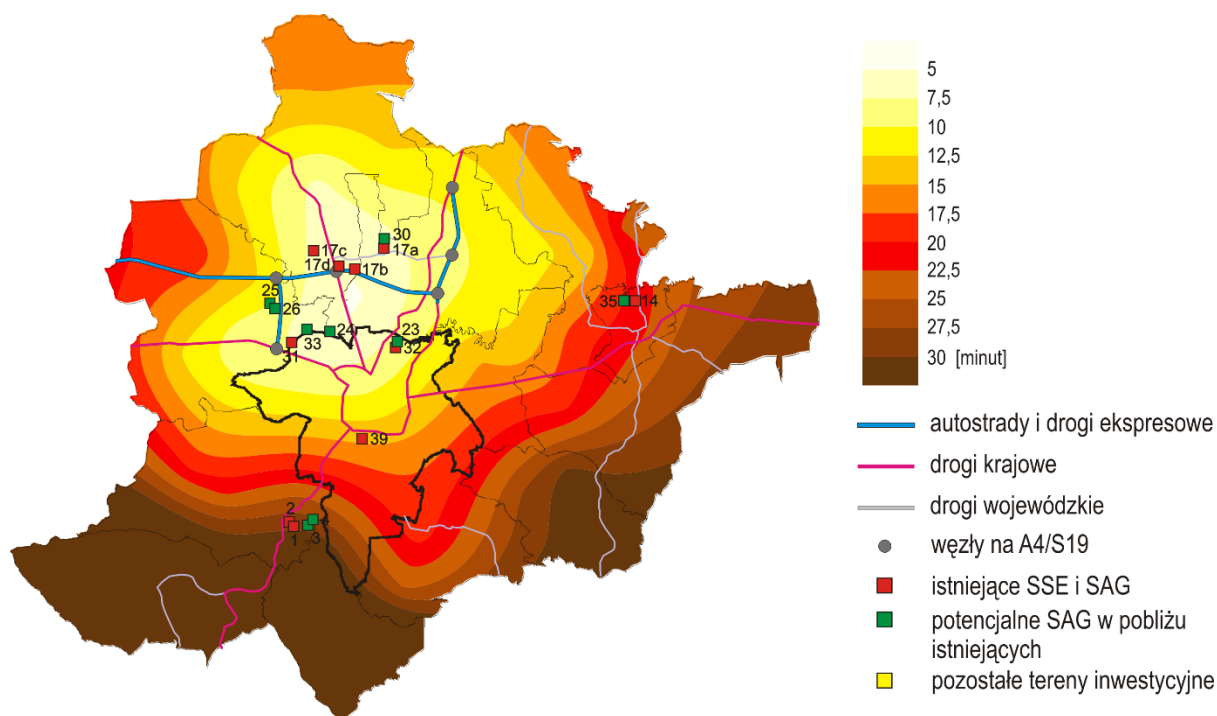 30
17c
17a
17d
17b
25
26
24
23
33
32
31
35
14
39
2
1
3
5
7,5
10
12,5
15
17,5
20
22,5
25
27,5
30 [minut]
autostrady i drogi ekspresowe
drogi krajowe
drogi wojewódzkie
węzły na A4/S19
istniejące SSE i SAG
potencjalne SAG w pobliżu
istniejących
pozostałe tereny inwestycyjne